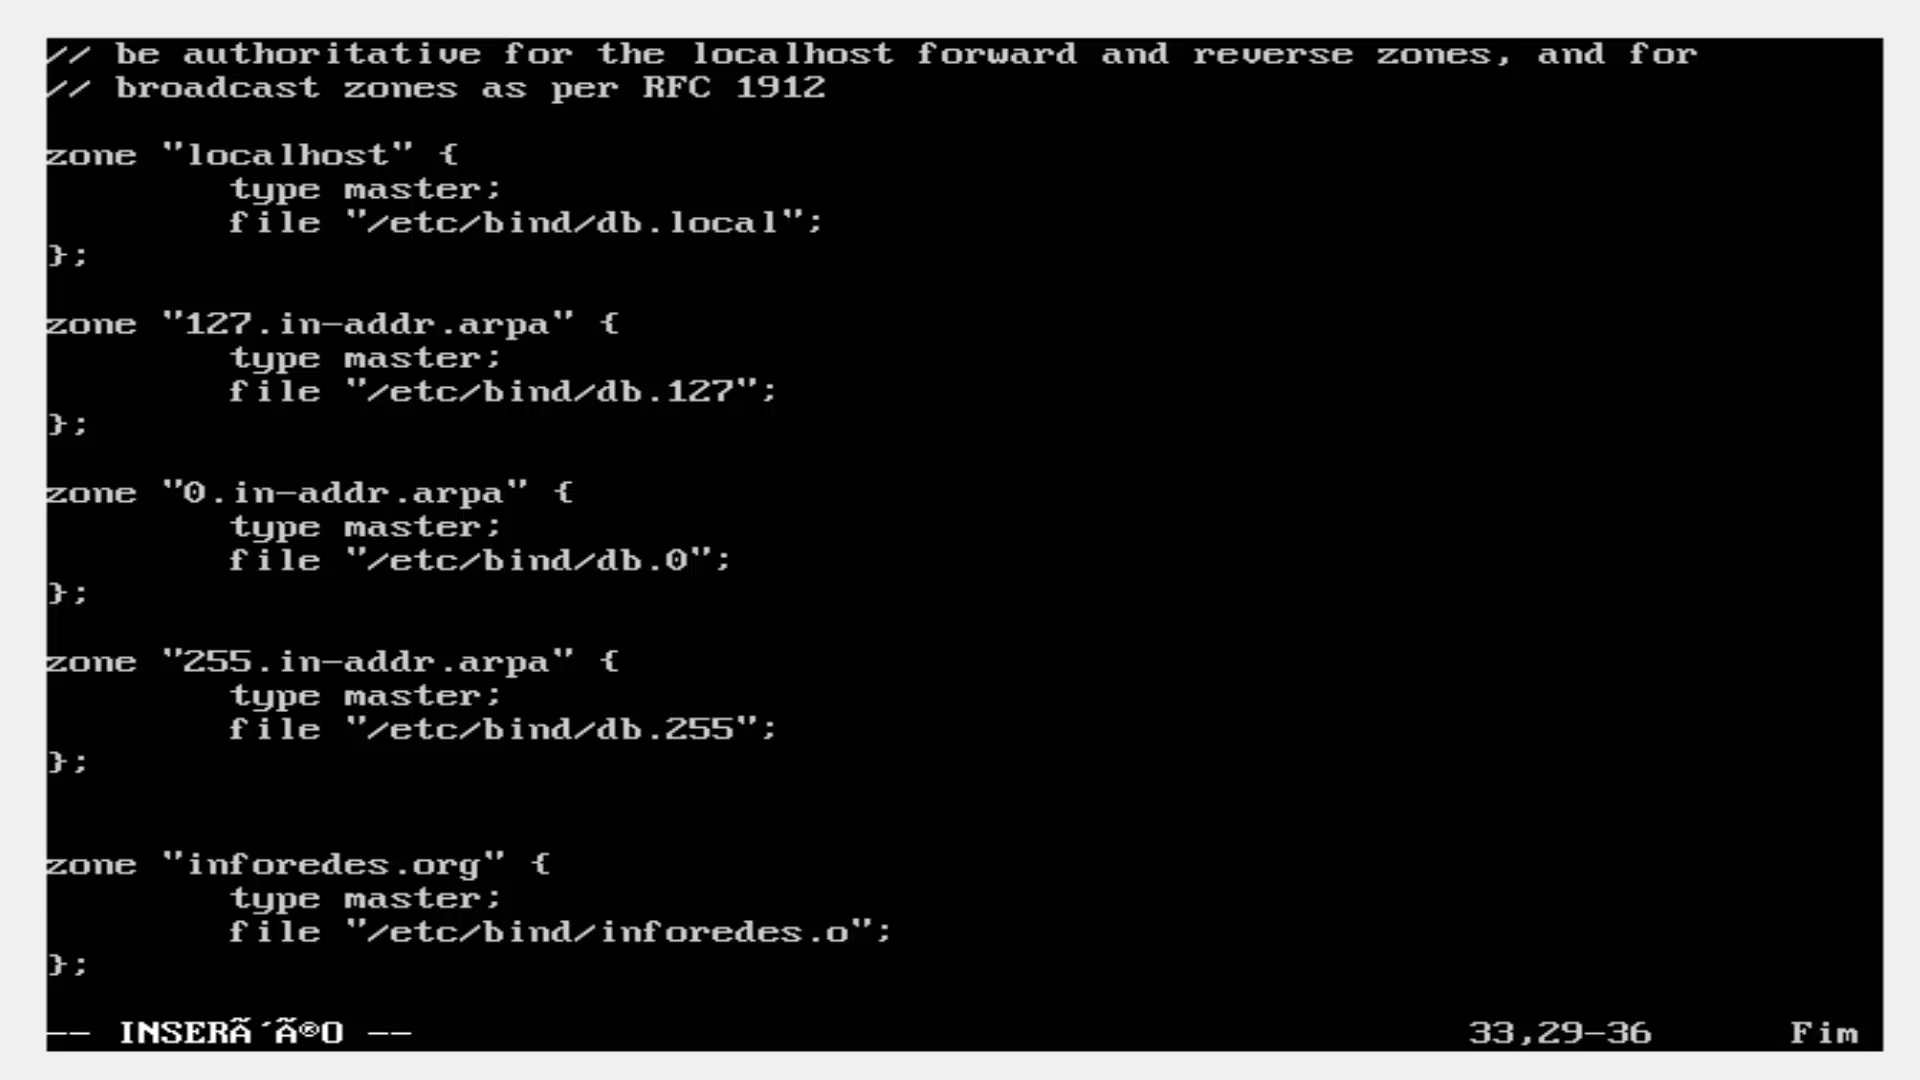 // be authoritative for the localhost forward and reverse zones, and for
// broadcast zones as per RFC 1912
zone "localhost" {
type master;
file "/etc/bind/db.local";
};
zone "127.in-addr.arpa" {
type master;
file "/etc/bind/db.127";
};
zone "0.in-addr.arpa" {
type master;
file "/etc/bind/db.0";
};
zone "255.in-addr.arpa" {
type master;
file "/etc/bind/db.255";
};
zone "inforedes.org" {
type master;
file "/etc/bind/inforedes.o";
};
-- INSERÃ´Ã®O -- 33,29-36 Fim